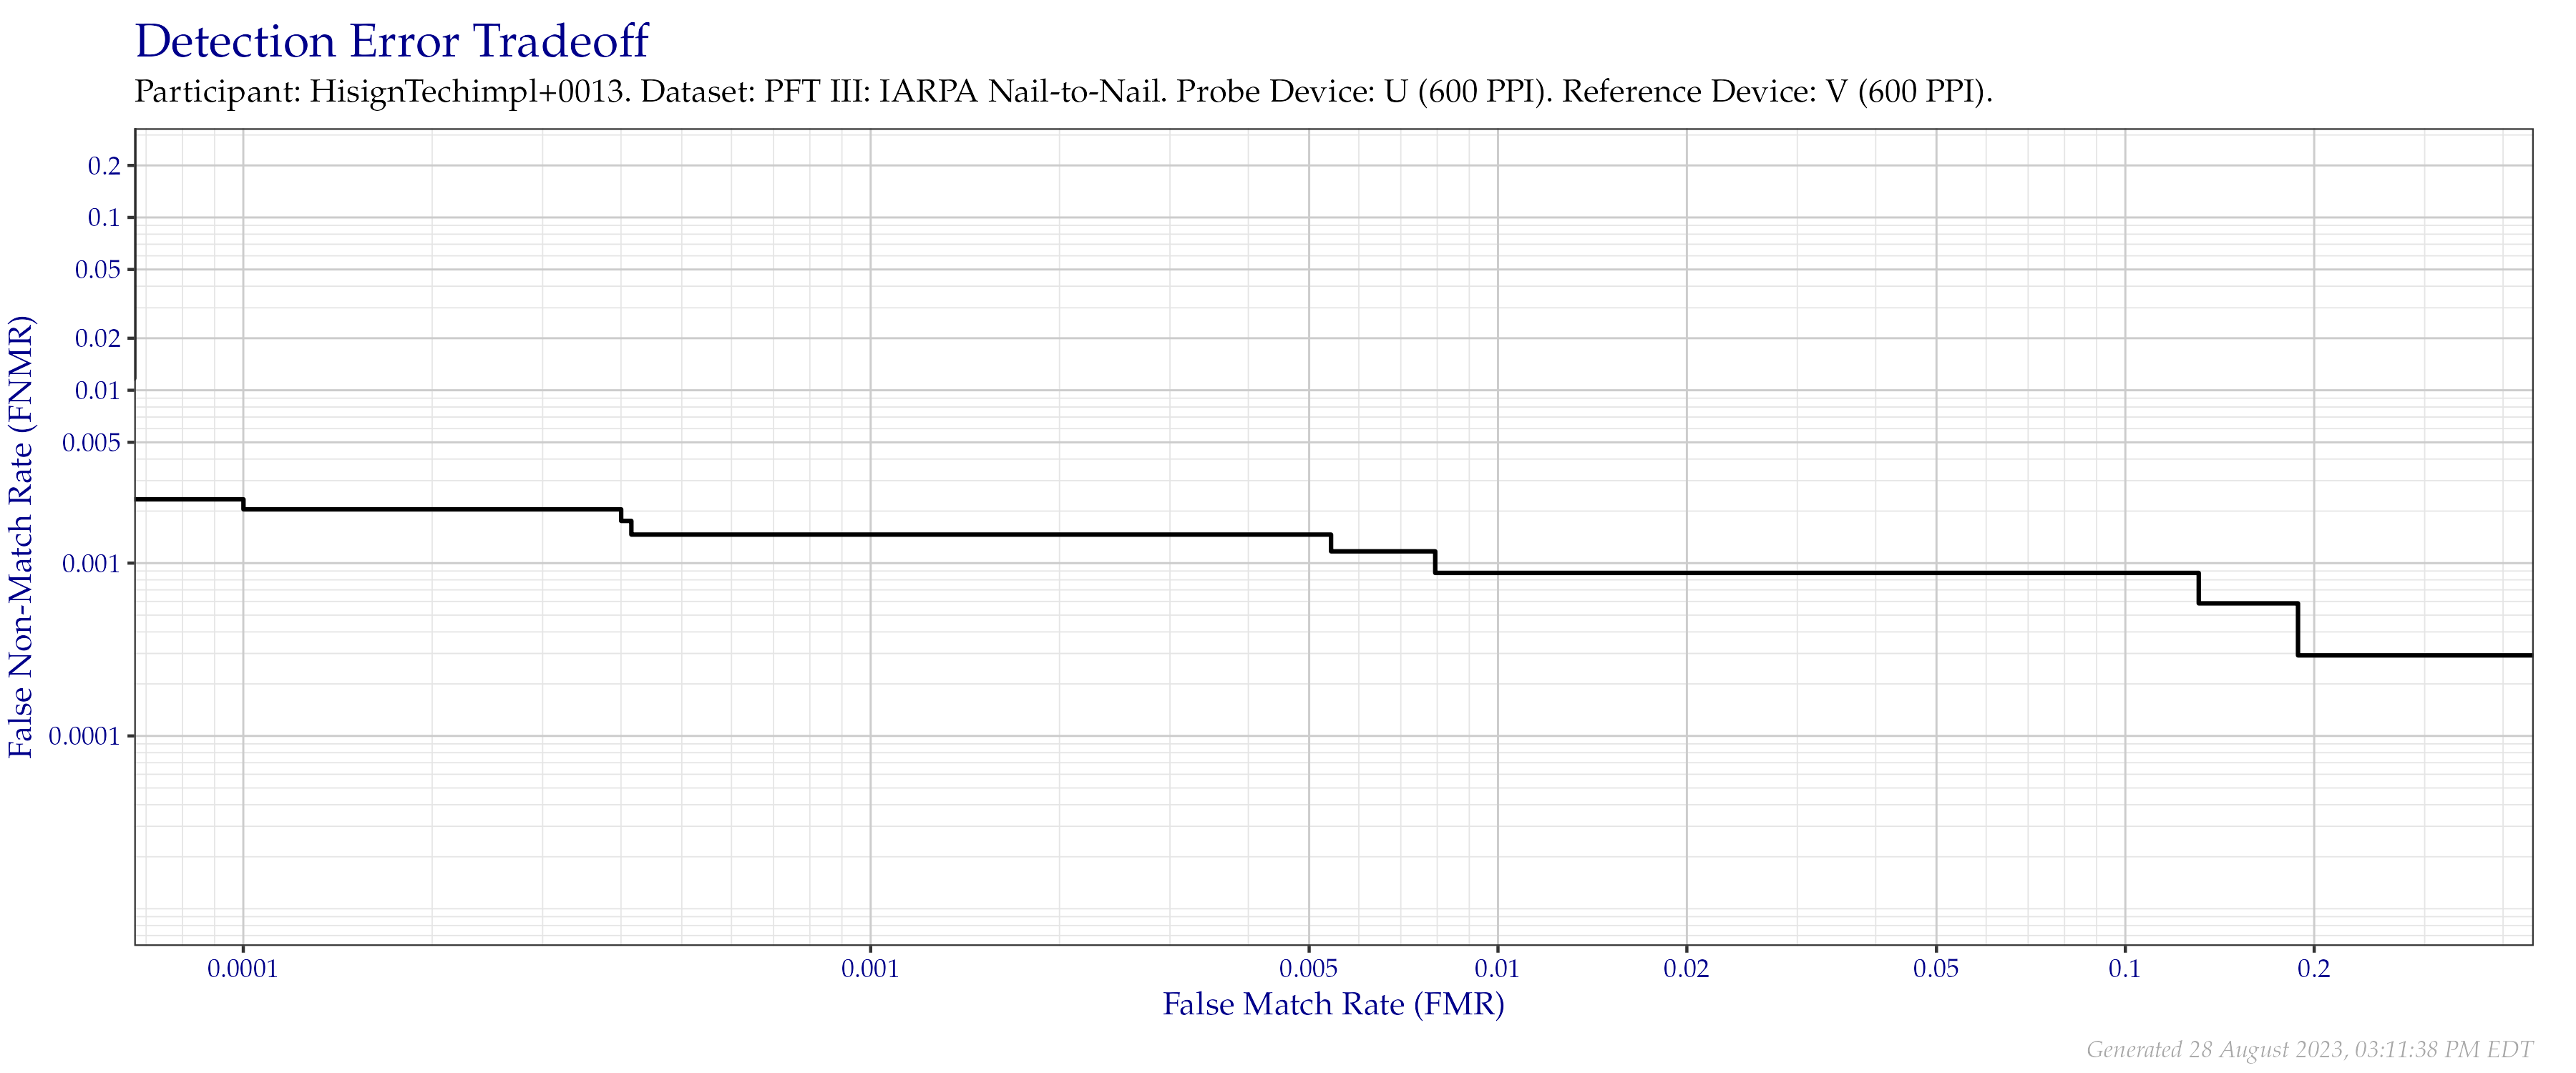 Detection Error Tradeoff
Participant: HisignTechimpl+0013. Dataset: PFT III: IARPA Nail-to-Nail. Probe Device: U (600 PPI). Reference Device: V (600 PPI).
False Non-Match Rate (FNMR)
0.2
0.1
0.05
0.02
0.01
0.005
0.001
0.0001
0.0001 0.001 0.005 0.01 0.02 0.05 0.1 0.2
False Match Rate (FMR)
Generated 28 August 2023, 03:11:38 PM EDT